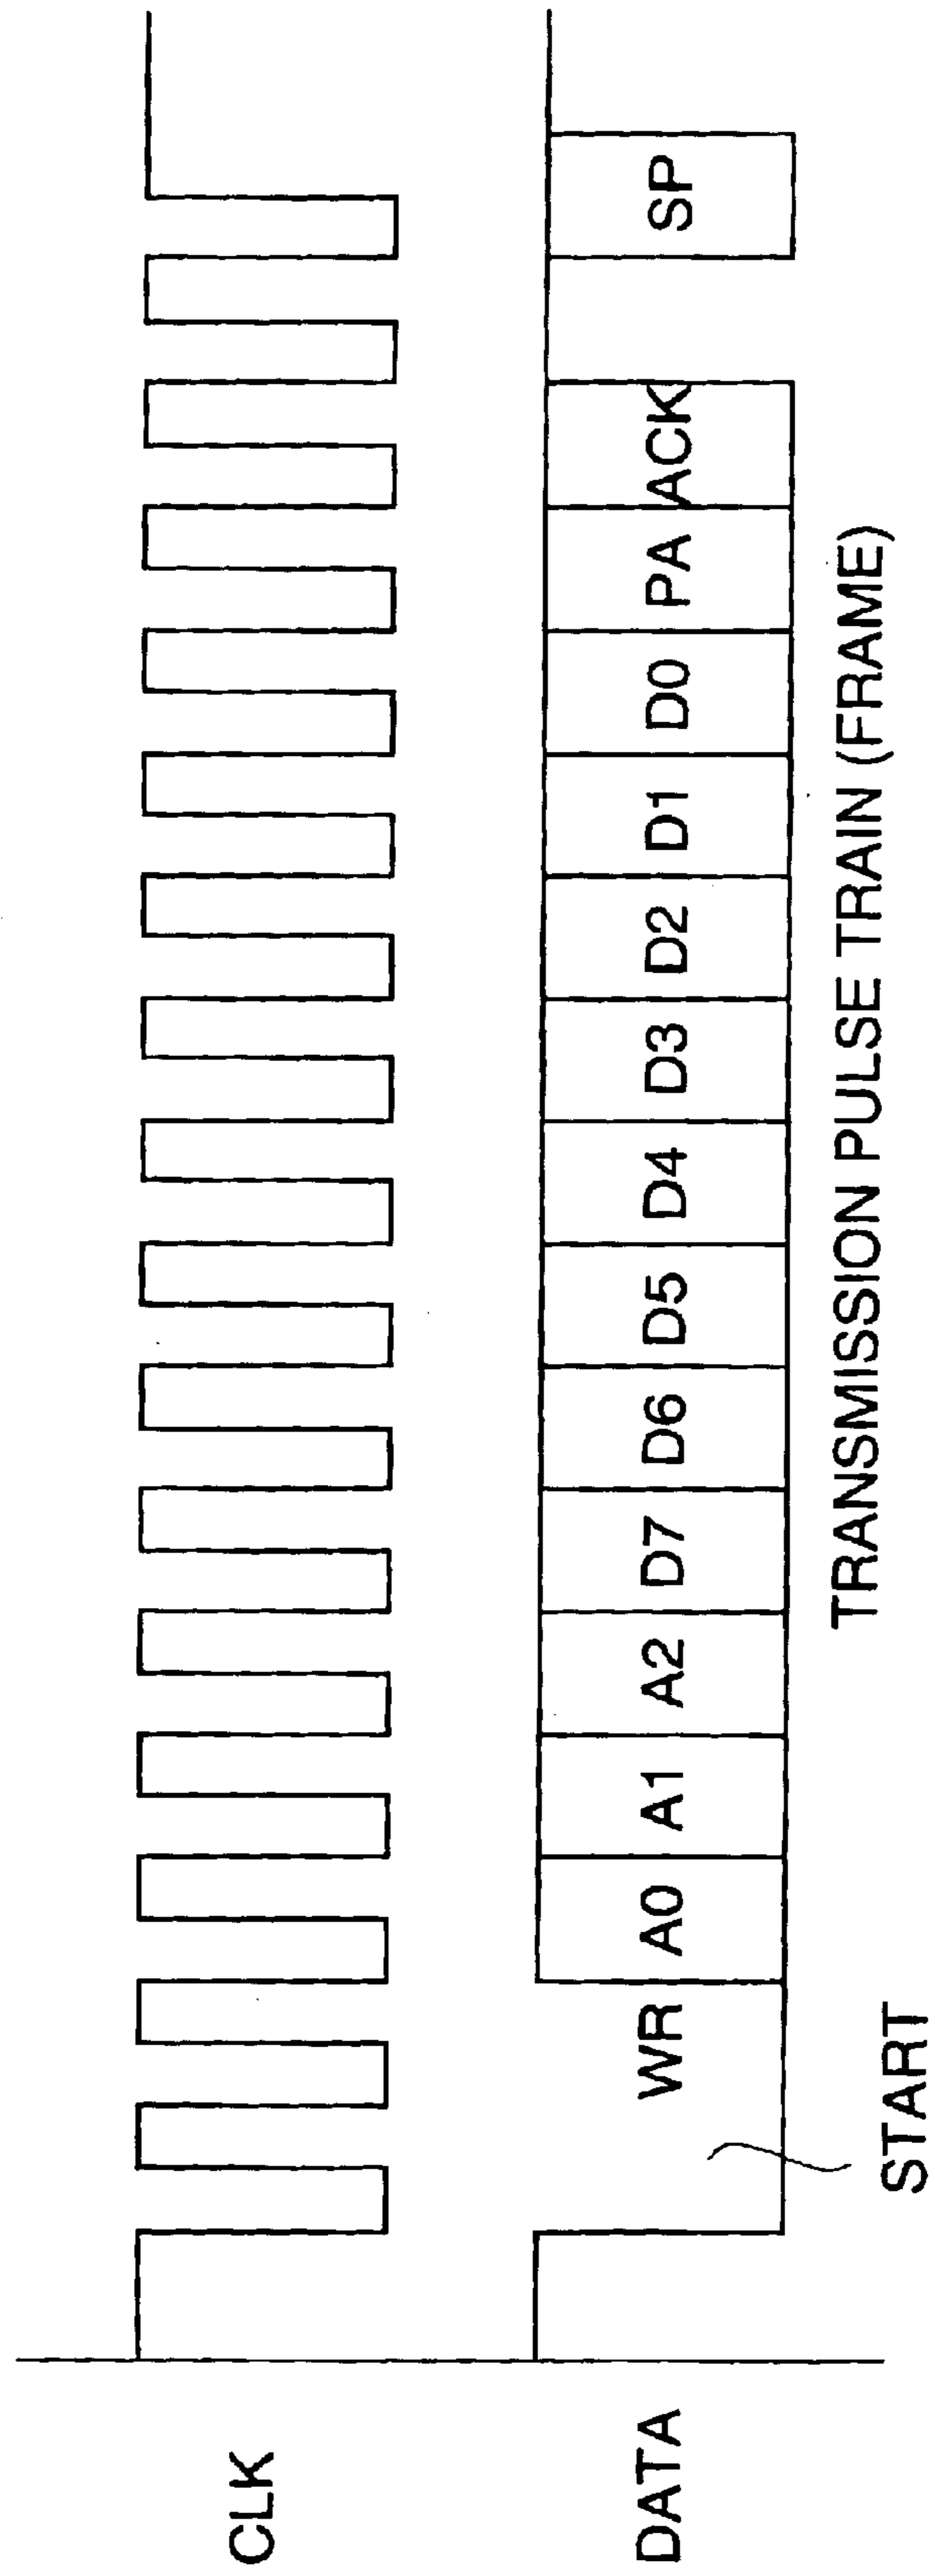 CLK
DATA
WR A0 A1 A2 D7 D6 D5 D4 D3 D2 D1 D0 PA ACK SP
START
TRANSMISSION PULSE TRAIN (FRAME)